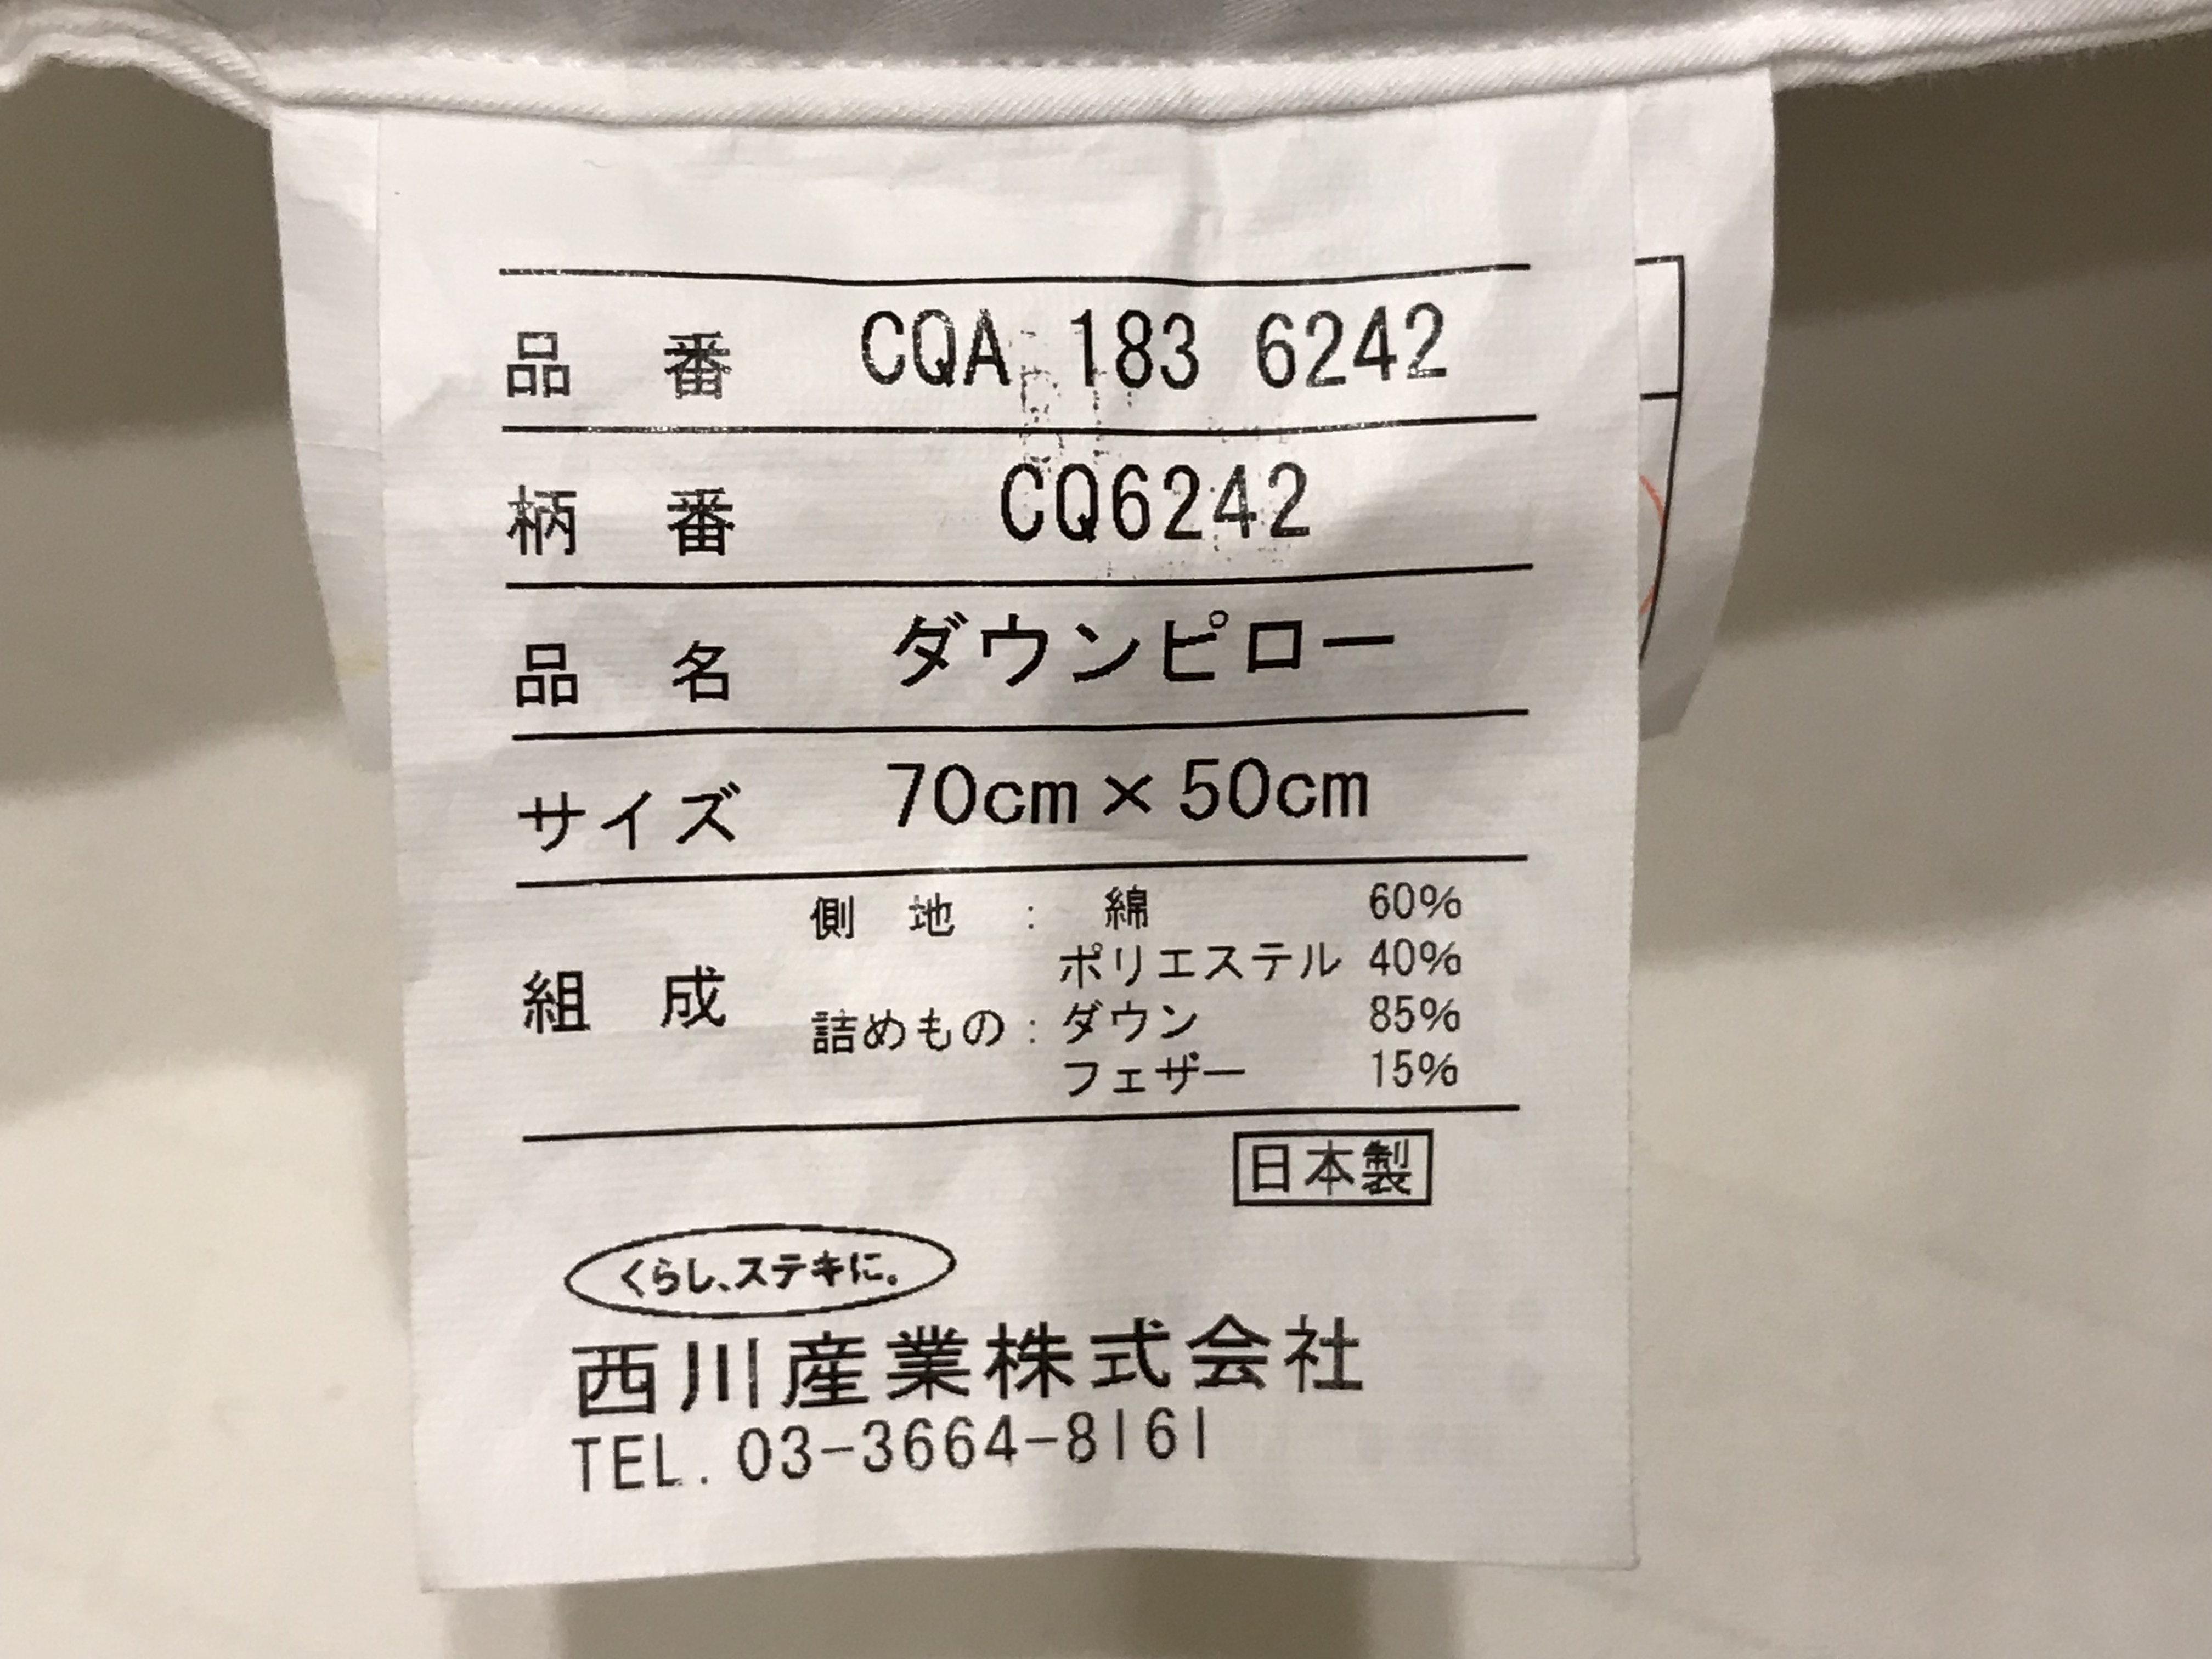 品 番 CQA 183 6242
柄 番 CQ6242
品 名 ダウンピロー
サイズ 70cm×50cm
組 成
側 地 : 綿 60%
ポリエステル 40%
詰めもの : ダウン 85%
フェザー 15%
日本製
くらし、ステキに。
西川産業株式会社
TEL. 03-3664-8161